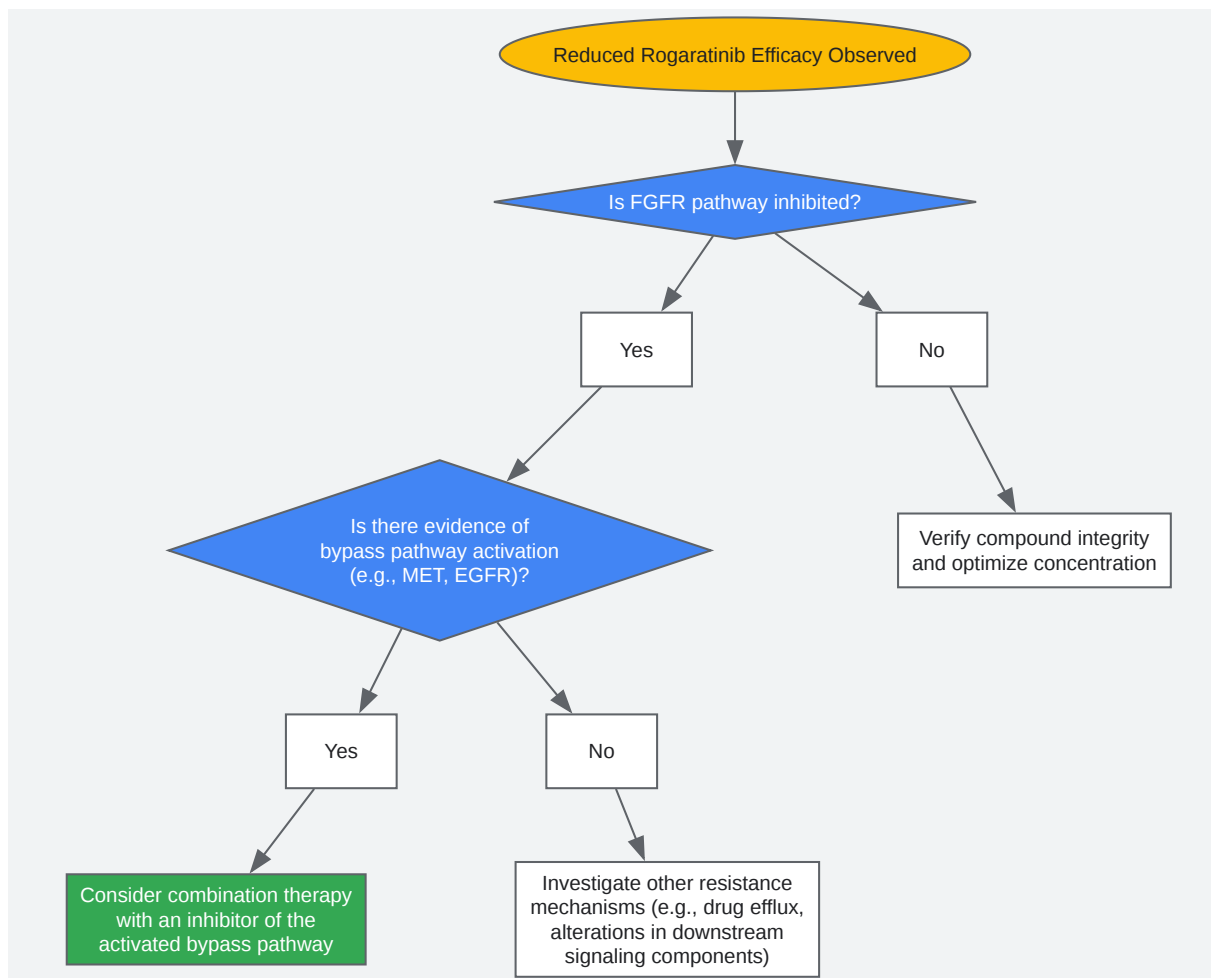 Reduced Rogaratinib Efficacy Observed
Is FGFR pathway inhibited?
Yes
No
Is there evidence of
bypass pathway activation
(e.g., MET, EGFR)?
Verify compound integrity
and optimize concentration
Yes
No
Consider combination therapy
with an inhibitor of the
activated bypass pathway
Investigate other resistance
mechanisms (e.g., drug efflux,
alterations in downstream
signaling components)